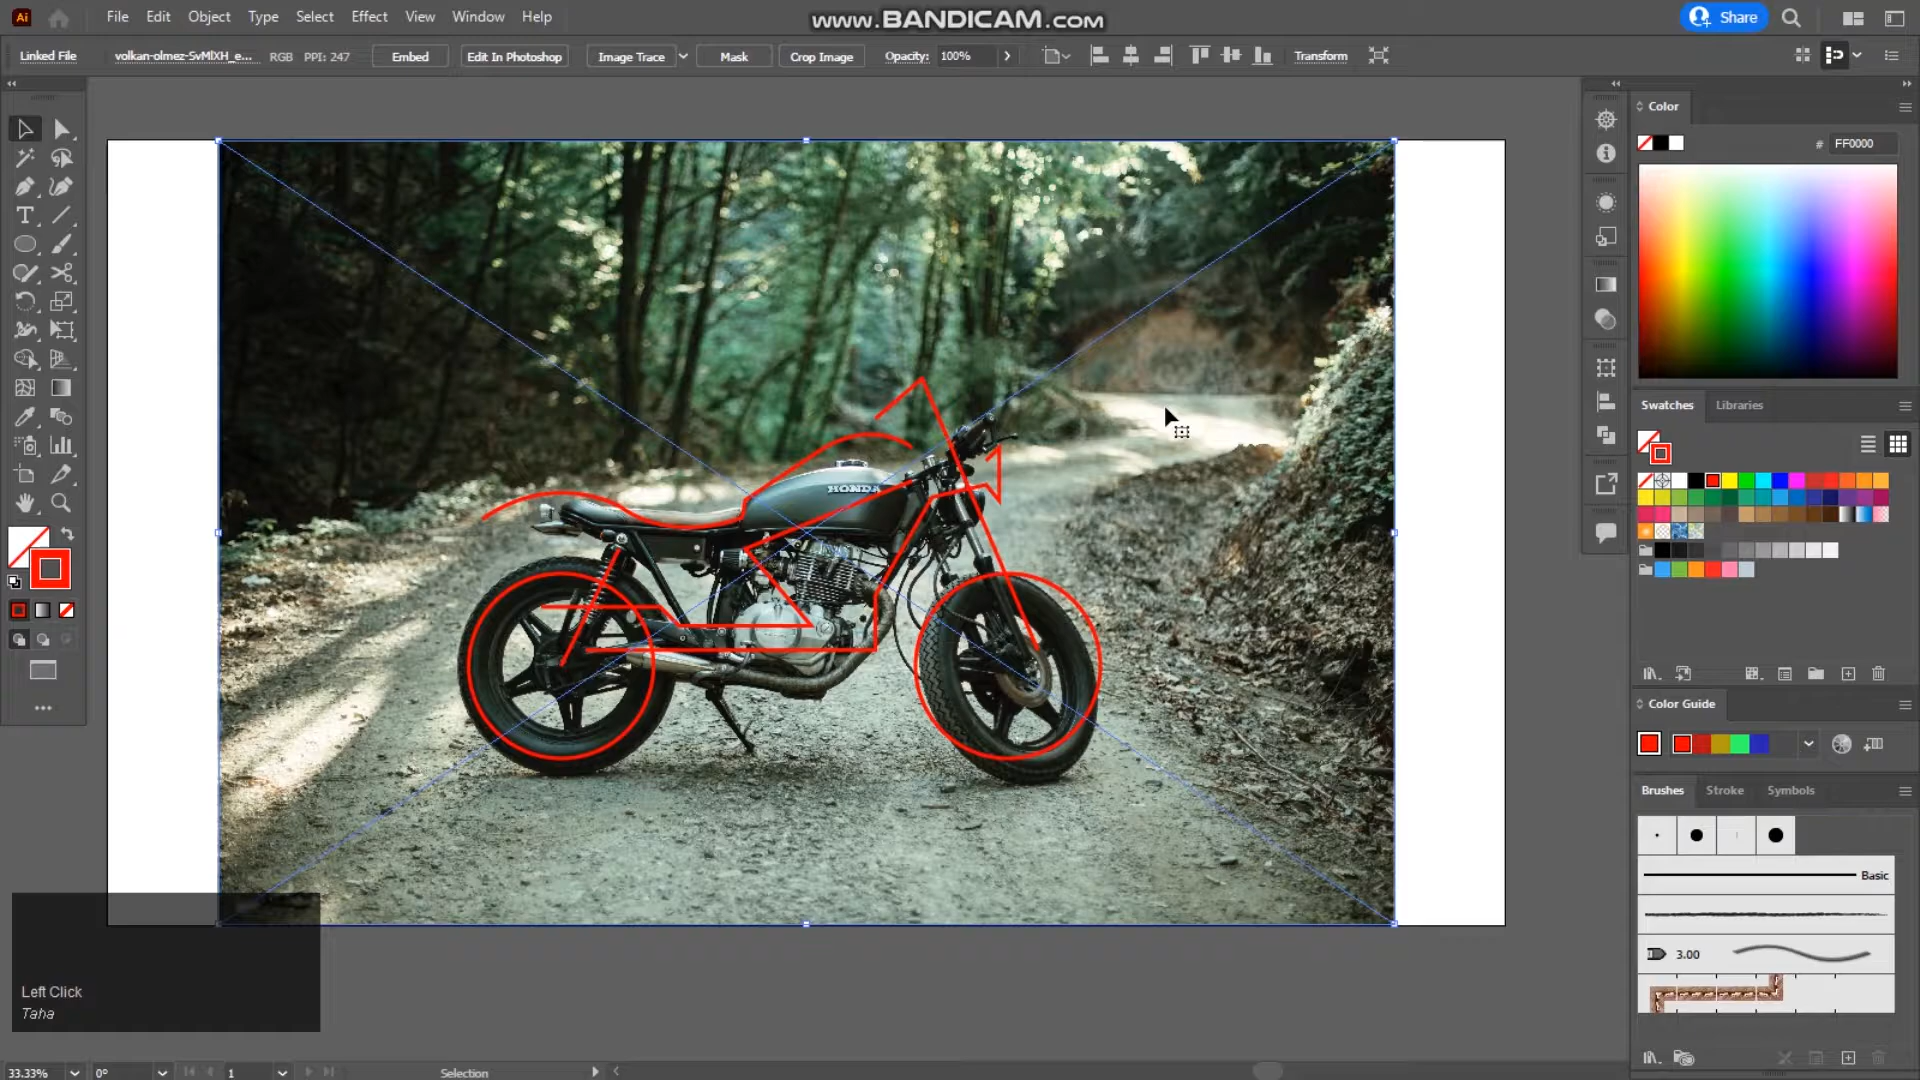 File Edit Object Type Select Effect View Window Help
www.BANDICAM.com
Share
Linked File volkan-olmez-SvMlXH_e... RGB PPI: 247 Embed Edit In Photoshop Image Trace Mask Crop Image Opacity: 100% Transform
Color
# FF0000
Swatches Libraries
HONDA
Color Guide
Brushes Stroke Symbols
Basic
3.00
Left Click
Taha
33.33% 0° 1 Selection